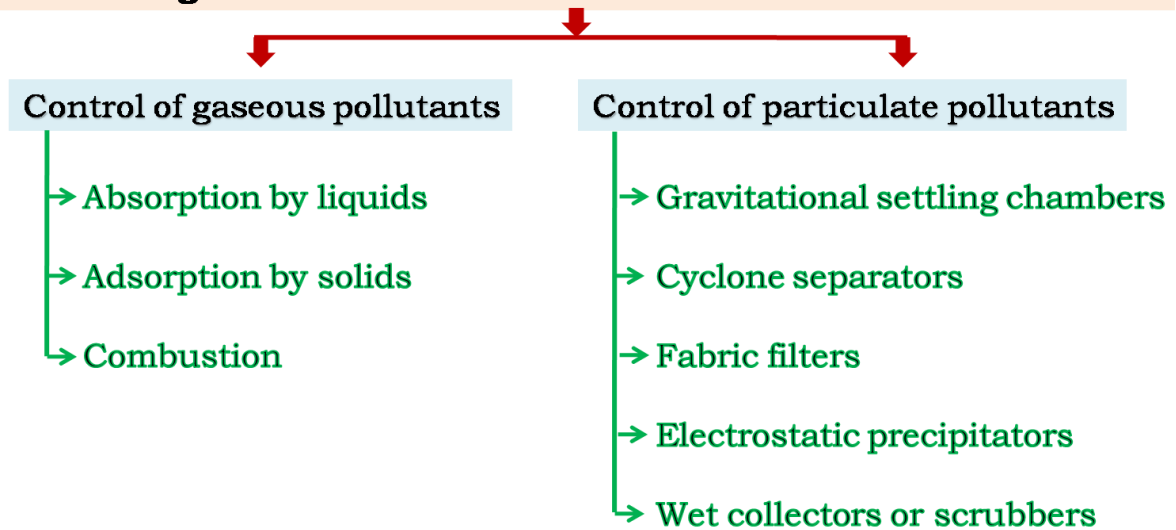 Control of gaseous pollutants
Absorption by liquids
Adsorption by solids
Combustion
Control of particulate pollutants
Gravitational settling chambers
Cyclone separators
Fabric filters
Electrostatic precipitators
Wet collectors or scrubbers